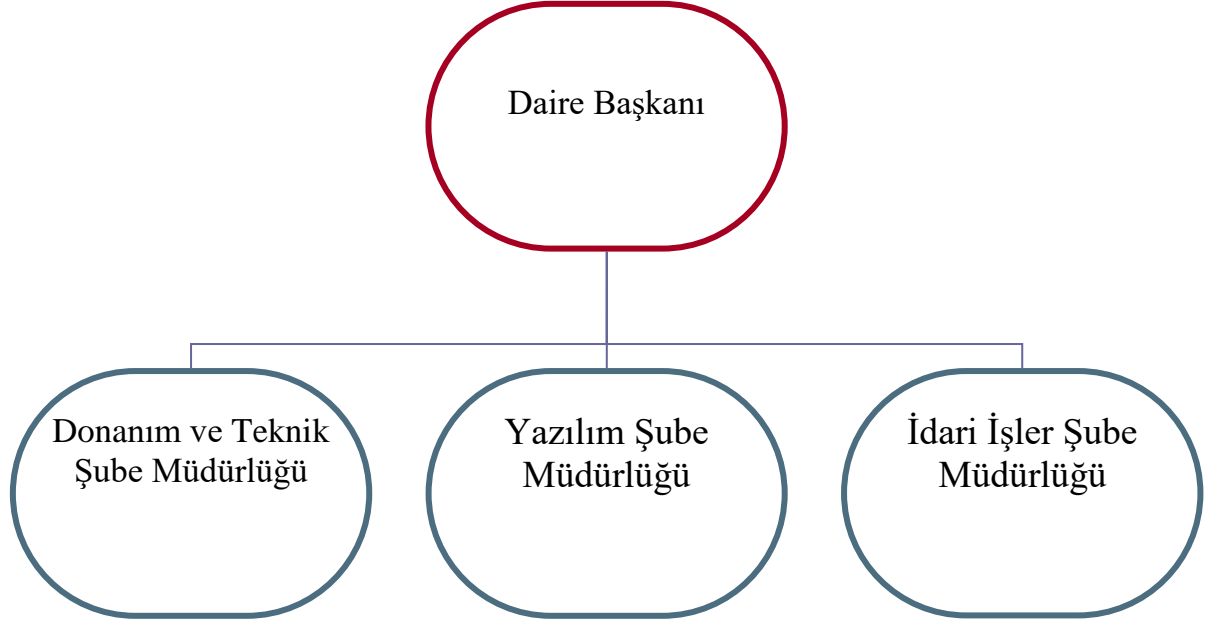 Daire Başkanı
Donanım ve Teknik
Şube Müdürlüğü
Yazılım Şube
Müdürlüğü
İdari İşler Şube
Müdürlüğü